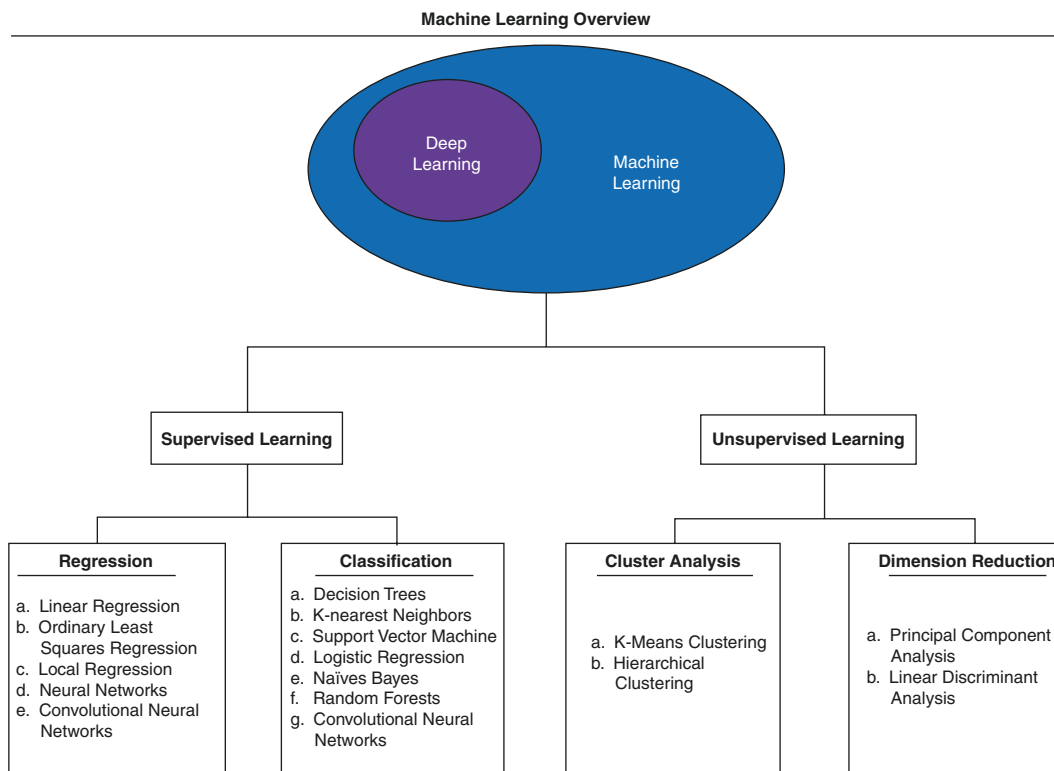 Machine Learning Overview
Deep
Learning
Machine
Learning
Supervised Learning
Unsupervised Learning
Regression
a. Linear Regression
b. Ordinary Least
Squares Regression
c. Local Regression
d. Neural Networks
e. Convolutional Neural
Networks
Classification
a. Decision Trees
b. K-nearest Neighbors
c. Support Vector Machine
d. Logistic Regression
e. Naïves Bayes
f. Random Forests
g. Convolutional Neural
Networks
Cluster Analysis
a. K-Means Clustering
b. Hierarchical
Clustering
Dimension Reduction
a. Principal Component
Analysis
b. Linear Discriminant
Analysis